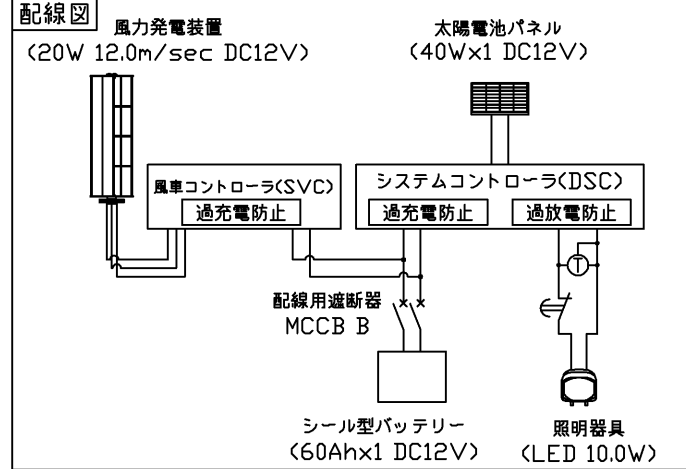 配線図
風力発電装置
(20W 12.0m/sec DC12V)
太陽電池パネル
(40Wx1 DC12V)
風車コントローラ(SVC)
過充電防止
システムコントローラ(DSC)
過充電防止
過放電防止
T
配線用遮断器
MCCB B
シール型バッテリー
(60Ahx1 DC12V)
照明器具
(LED 10.0W)